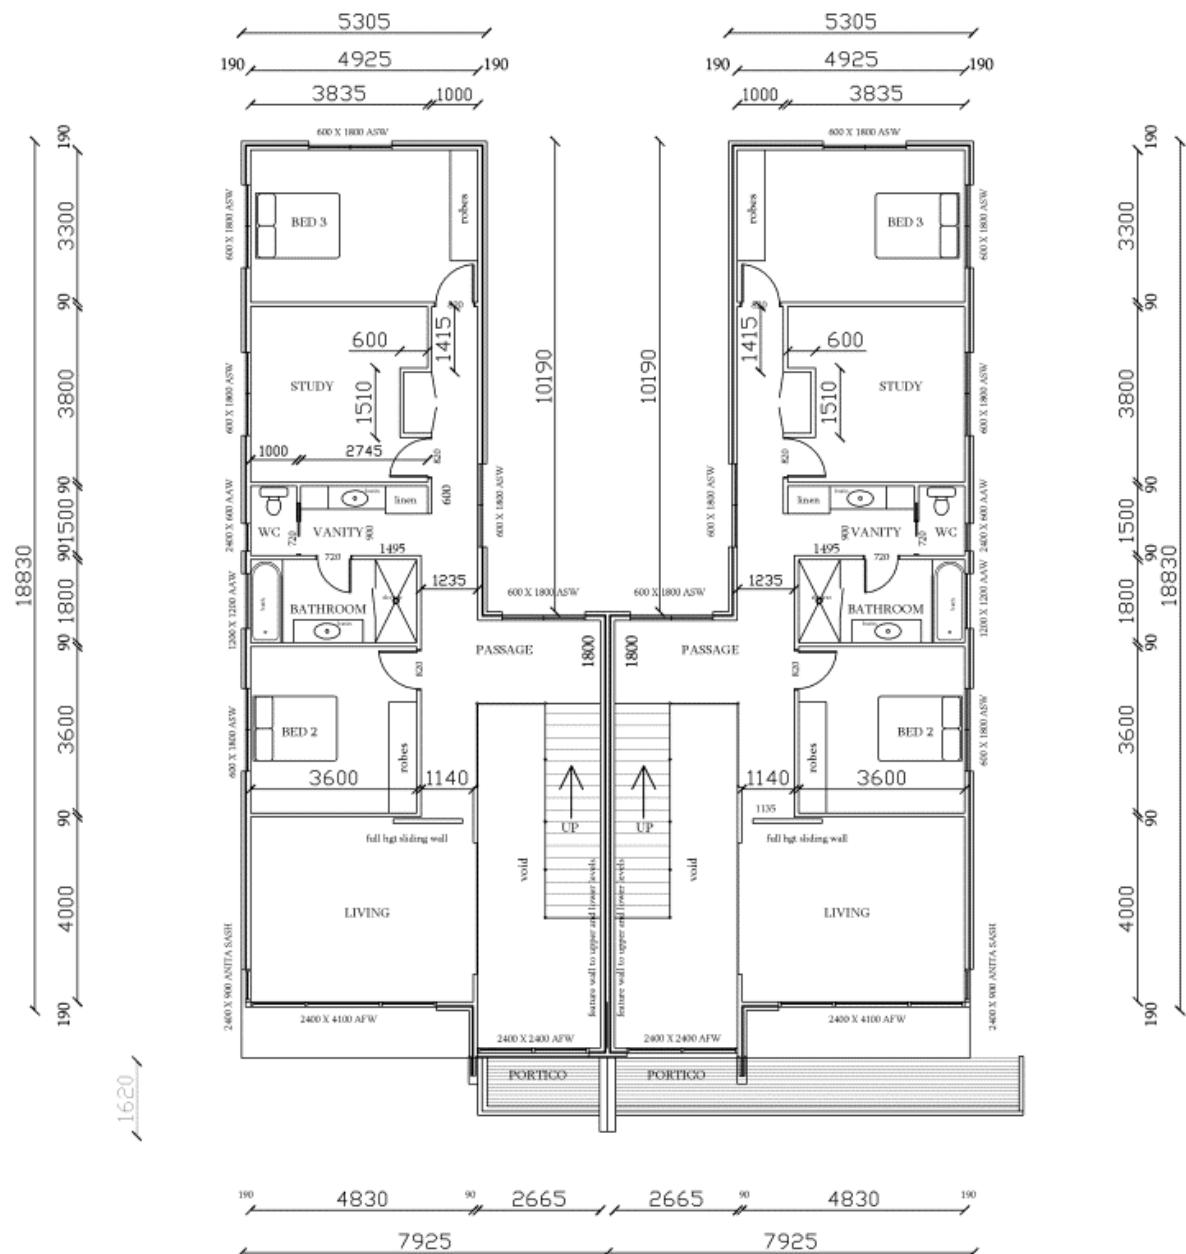 5305 5305
190 4925 190 190 4925 190
3835 1000 1000 3835
600 X 1800 ASW 600 X 1800 ASW
190 190
3300 600 X 1800 ASW BED 3 robes robes BED 3 600 X 1800 ASW 3300
90 820 90
1415 1415
600 600
10190 10190
3800 600 X 1800 ASW STUDY 1510 1510 STUDY 600 X 1800 ASW 3800
1000 2745 820 820
90 600 90
linen linen
1500 2400 X 600 AAW WC 720 VANITY 900 600 X 1800 ASW 600 X 1800 ASW 900 VANITY 720 WC 2400 X 600 AAW 1500
90 720 1495 1495 720 90
18830 18830
1235 600 X 1800 ASW 600 X 1800 ASW 1235
1800 1200 X 1200 AAW bath BATHROOM BATHROOM bath 1200 X 1200 AAW 1800
basin basin
90 PASSAGE 1800 1800 PASSAGE 90
820 820
3600 600 X 1800 ASW BED 2 robes robes BED 2 600 X 1800 ASW 3600
3600 1140 1140 3600
1135
90 UP UP 90
full hgt sliding wall full hgt sliding wall
void void
feature wall to upper and lower levels feature wall to upper and lower levels
4000 LIVING LIVING 4000
2400 X 900 ANITA SASH 2400 X 900 ANITA SASH
190 2400 X 4100 AFW 2400 X 4100 AFW 190
2400 X 2400 AFW 2400 X 2400 AFW
PORTICO PORTICO
1620
190 4830 90 2665 2665 90 4830 190
7925 7925